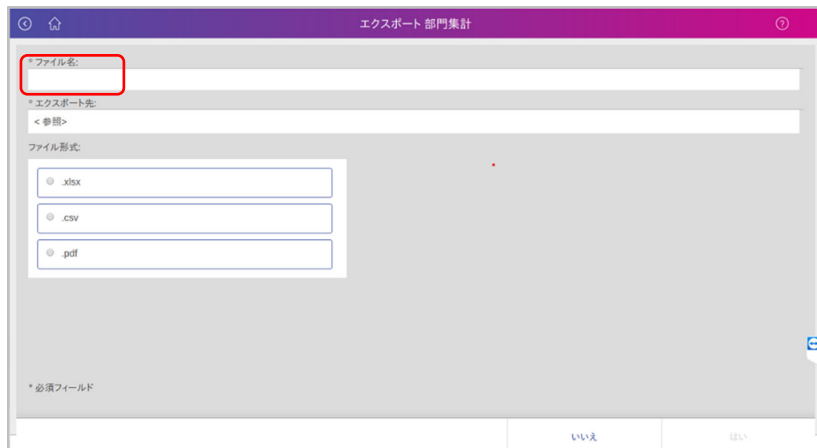 エクスポート 部門集計
* ファイル名:
* エクスポート先:
< 参照>
ファイル形式:
.xlsx
.csv
.pdf
* 必須フィールド
いいえ
はい